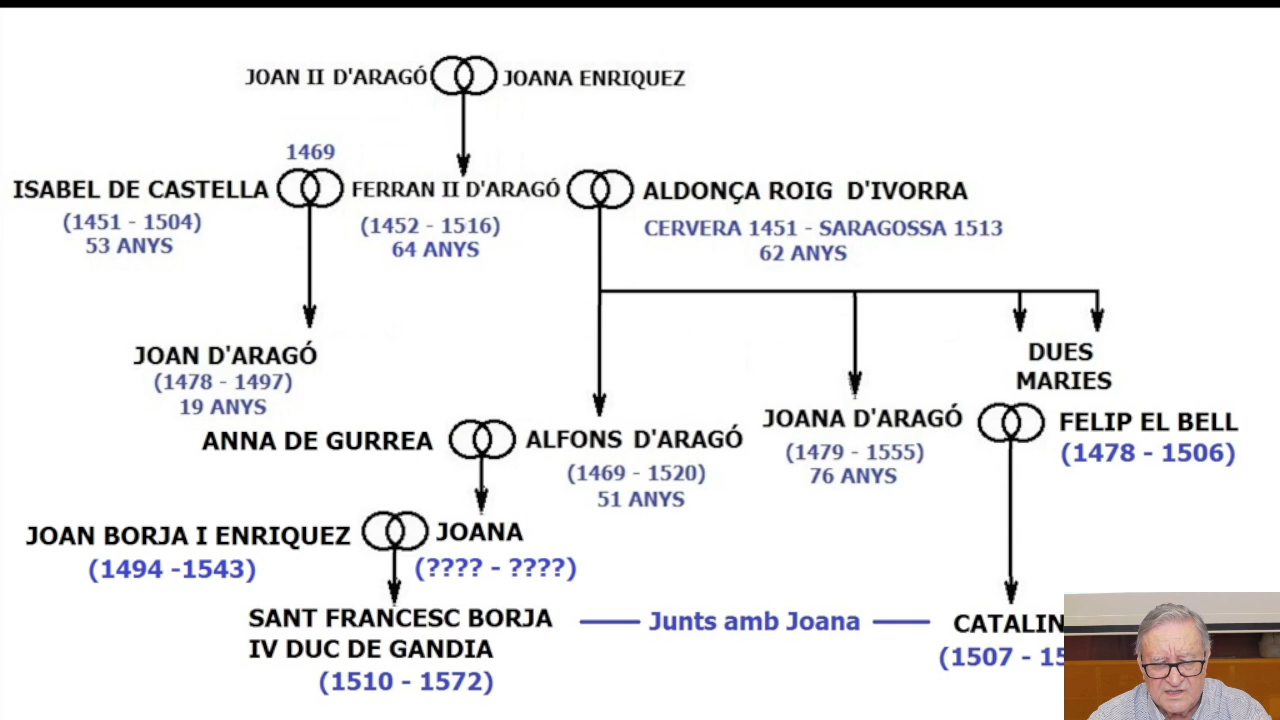 JOAN II D'ARAGÓ JOANA ENRIQUEZ
1469
ISABEL DE CASTELLA FERRAN II D'ARAGÓ ALDONÇA ROIG D'IVORRA
(1451 - 1504) (1452 - 1516) CERVERA 1451 - SARAGOSSA 1513
53 ANYS 64 ANYS 62 ANYS
JOAN D'ARAGÓ DUES
(1478 - 1497) MARIES
19 ANYS
ANNA DE GURREA ALFONS D'ARAGÓ JOANA D'ARAGÓ FELIP EL BELL
(1469 - 1520) (1479 - 1555) (1478 - 1506)
51 ANYS 76 ANYS
JOAN BORJA I ENRIQUEZ JOANA
(1494 -1543) (???? - ????)
SANT FRANCESC BORJA Junts amb Joana
IV DUC DE GANDIA (1507 -
(1510 - 1572)